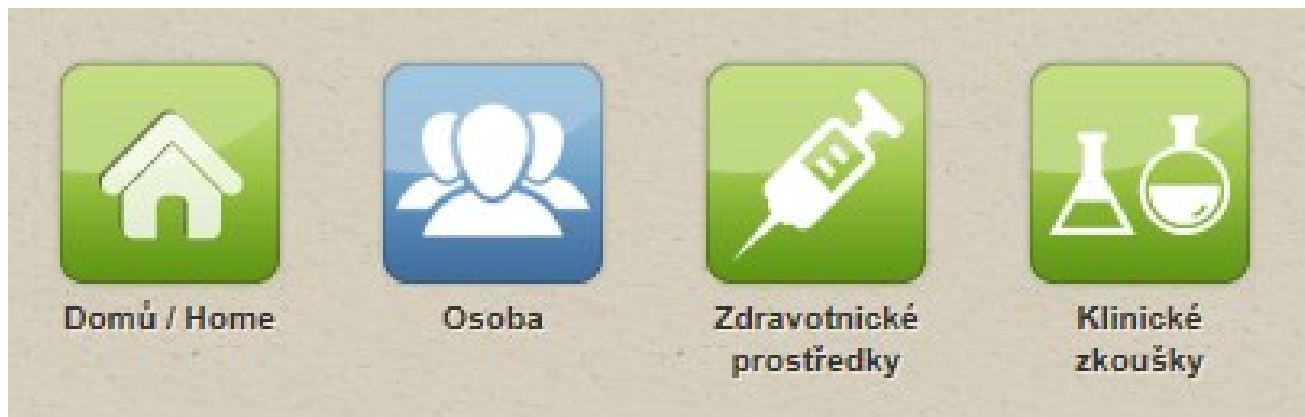 Domů / Home
Osoba
Zdravotnické
prostředky
Klinické
zkoušky